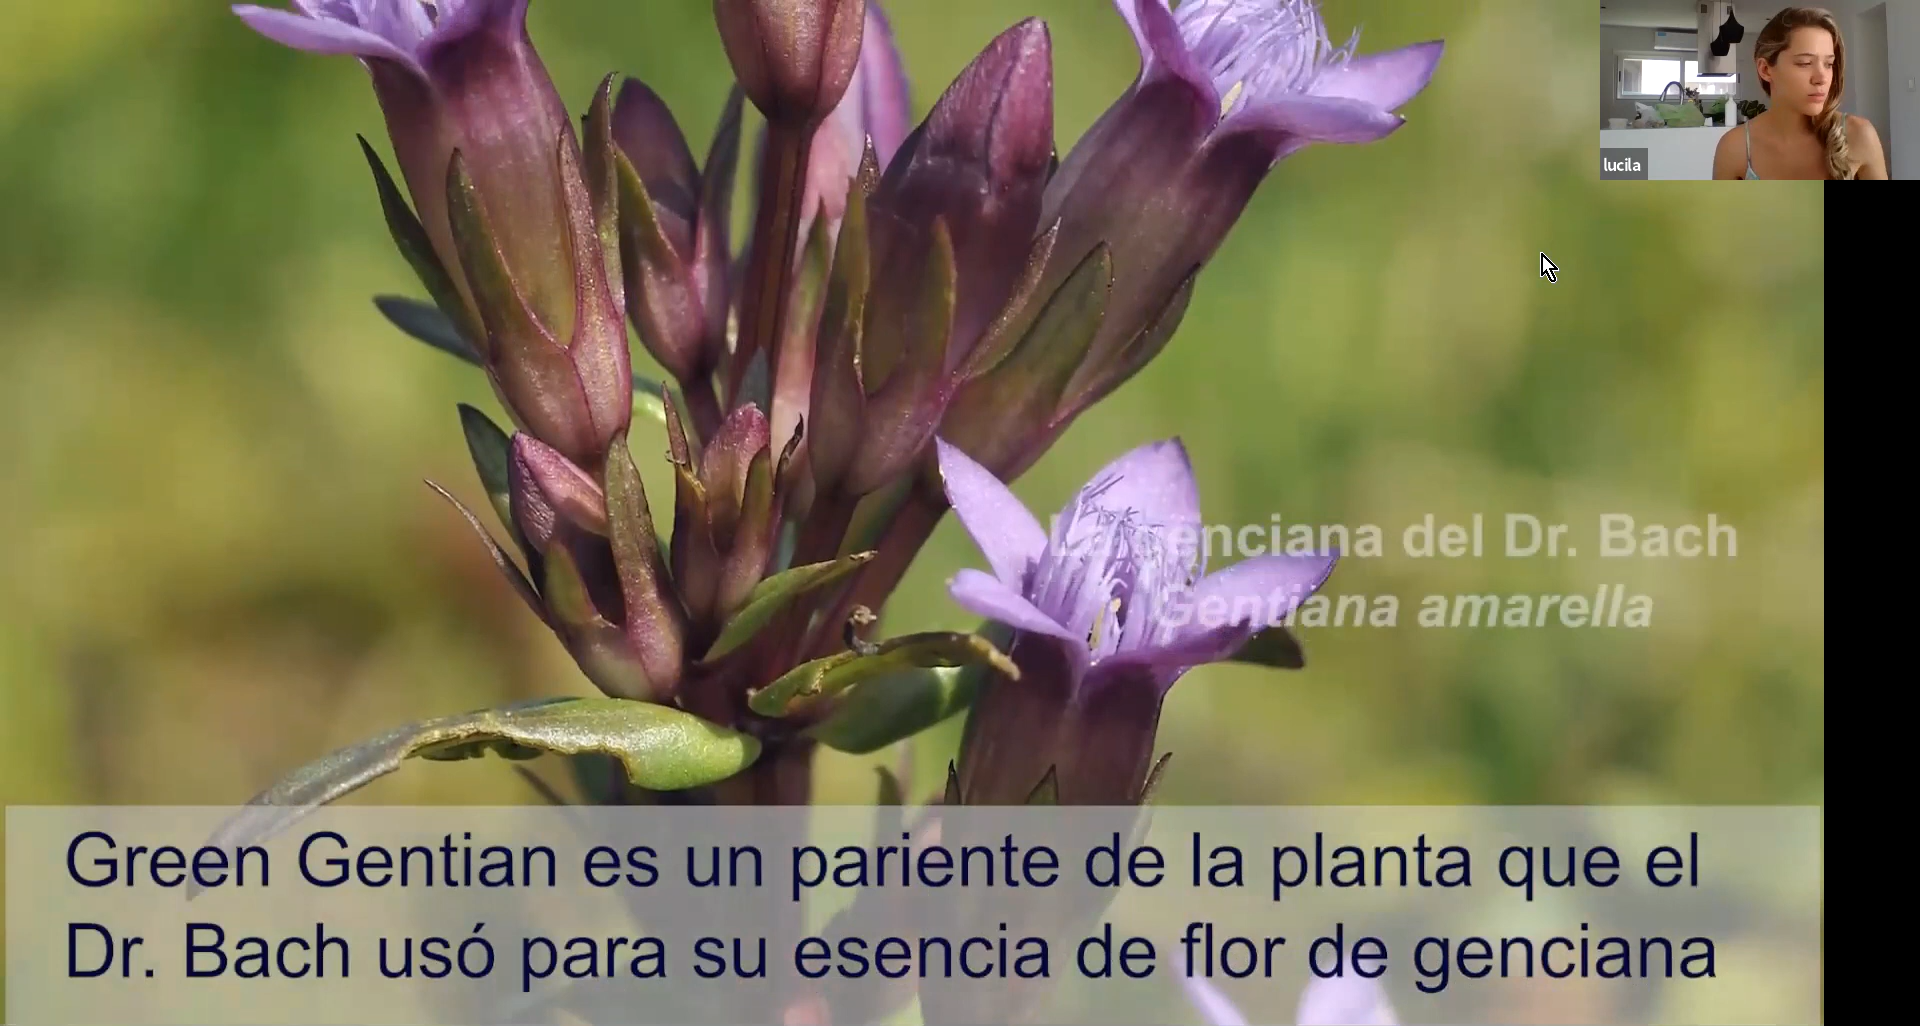 lucila
La genciana del Dr. Bach
Gentiana amarella
Green Gentian es un pariente de la planta que el
Dr. Bach usó para su esencia de flor de genciana